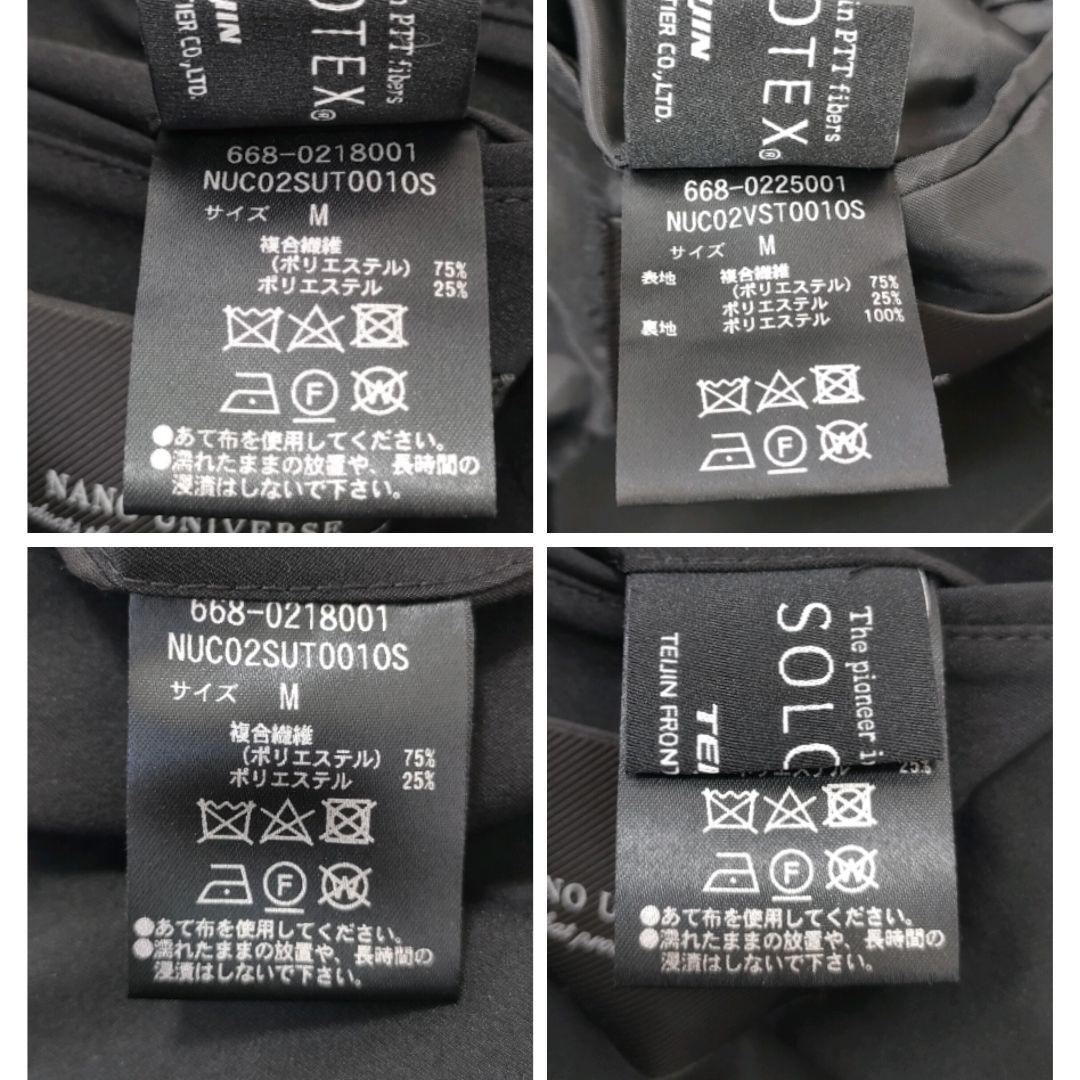 in PTT fibers
OTEX®
IJIN
TIER CO.,LTD.
668-0218001
NUC02SUT0010S
サイズ M
複合繊維
(ポリエステル) 75%
ポリエステル 25%
F
W
●あて布を使用してください。
●濡れたままの放置や、長時間の
浸漬はしないで下さい。
NANO UNIVERSE
in PTT fibers
OTEX®
IJIN
TIER CO.,LTD.
668-0225001
NUC02VST0010S
サイズ M
表地 複合繊維
(ポリエステル) 75%
ポリエステル 25%
裏地 ポリエステル 100%
F
W
668-0218001
NUC02SUT0010S
サイズ M
複合繊維
(ポリエステル) 75%
ポリエステル 25%
F
W
●あて布を使用してください。
●濡れたままの放置や、長時間の
浸漬はしないで下さい。
The pioneer i
SOLO
TEI
TEIJIN FRONT
ポリエステル 25%
F
W
●あて布を使用してください。
●濡れたままの放置や、長時間の
浸漬はしないで下さい。
NO U